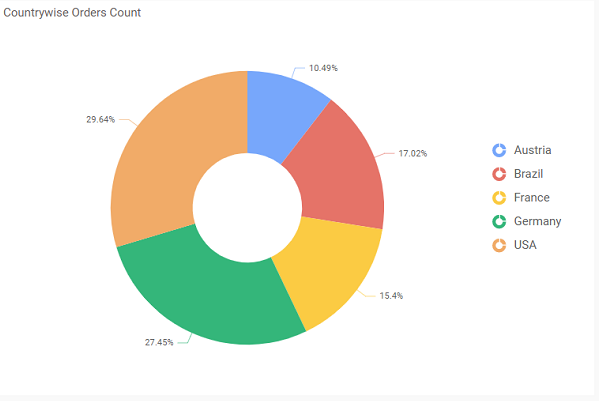 Countrywise Orders Count
10.49%
29.64%
17.02%
15.4%
27.45%
Austria
Brazil
France
Germany
USA